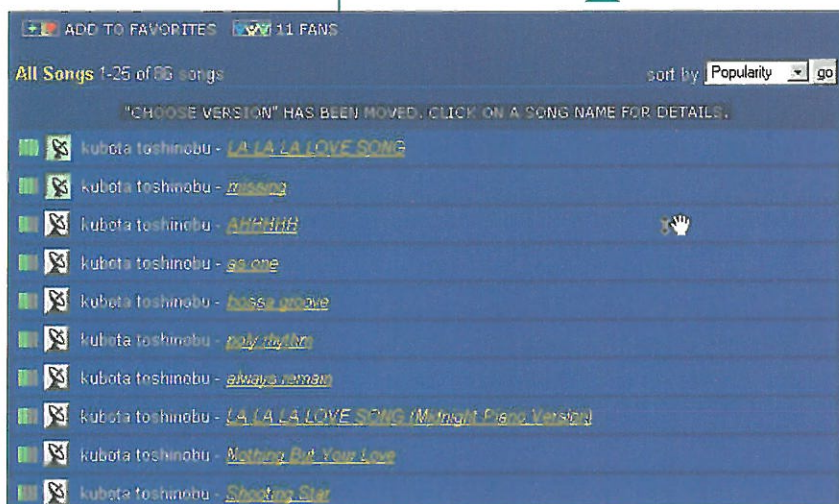 ADD TO FAVORITES 11 FANS
All Songs 1-25 of 86 songs sort by Popularity go
"CHOOSE VERSION" HAS BEEN MOVED. CLICK ON A SONG NAME FOR DETAILS.
kubota toshinobu - LA LA LA LOVE SONG
kubota toshinobu - missing
kubota toshinobu - AHHHHH
kubota toshinobu - as one
kubota toshinobu - bossa groove
kubota toshinobu - poly rhythm
kubota toshinobu - always remain
kubota toshinobu - LA LA LA LOVE SONG (Midnight Piano Version)
kubota toshinobu - Nothing But Your Love
kubota toshinobu - Shooting Star